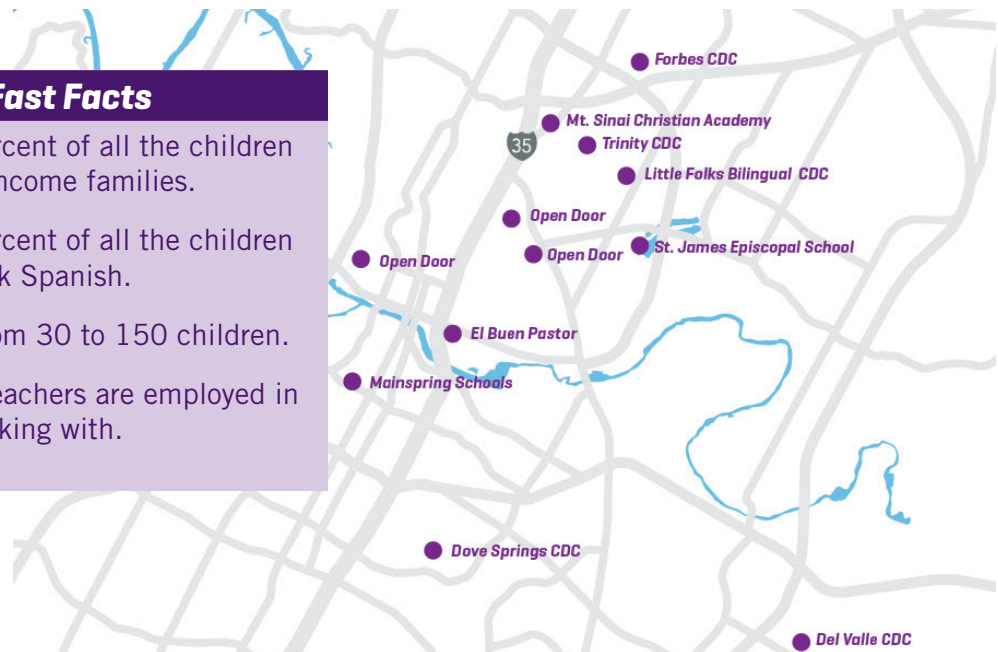 Fast Facts
rcent of all the children
ncome families.
rcent of all the children
k Spanish.
om 30 to 150 children.
eachers are employed in
king with.
Forbes CDC
Mt. Sinai Christian Academy
35
Trinity CDC
Little Folks Bilingual CDC
Open Door
Open Door
St. James Episcopal School
Open Door
El Buen Pastor
Mainspring Schools
Dove Springs CDC
Del Valle CDC